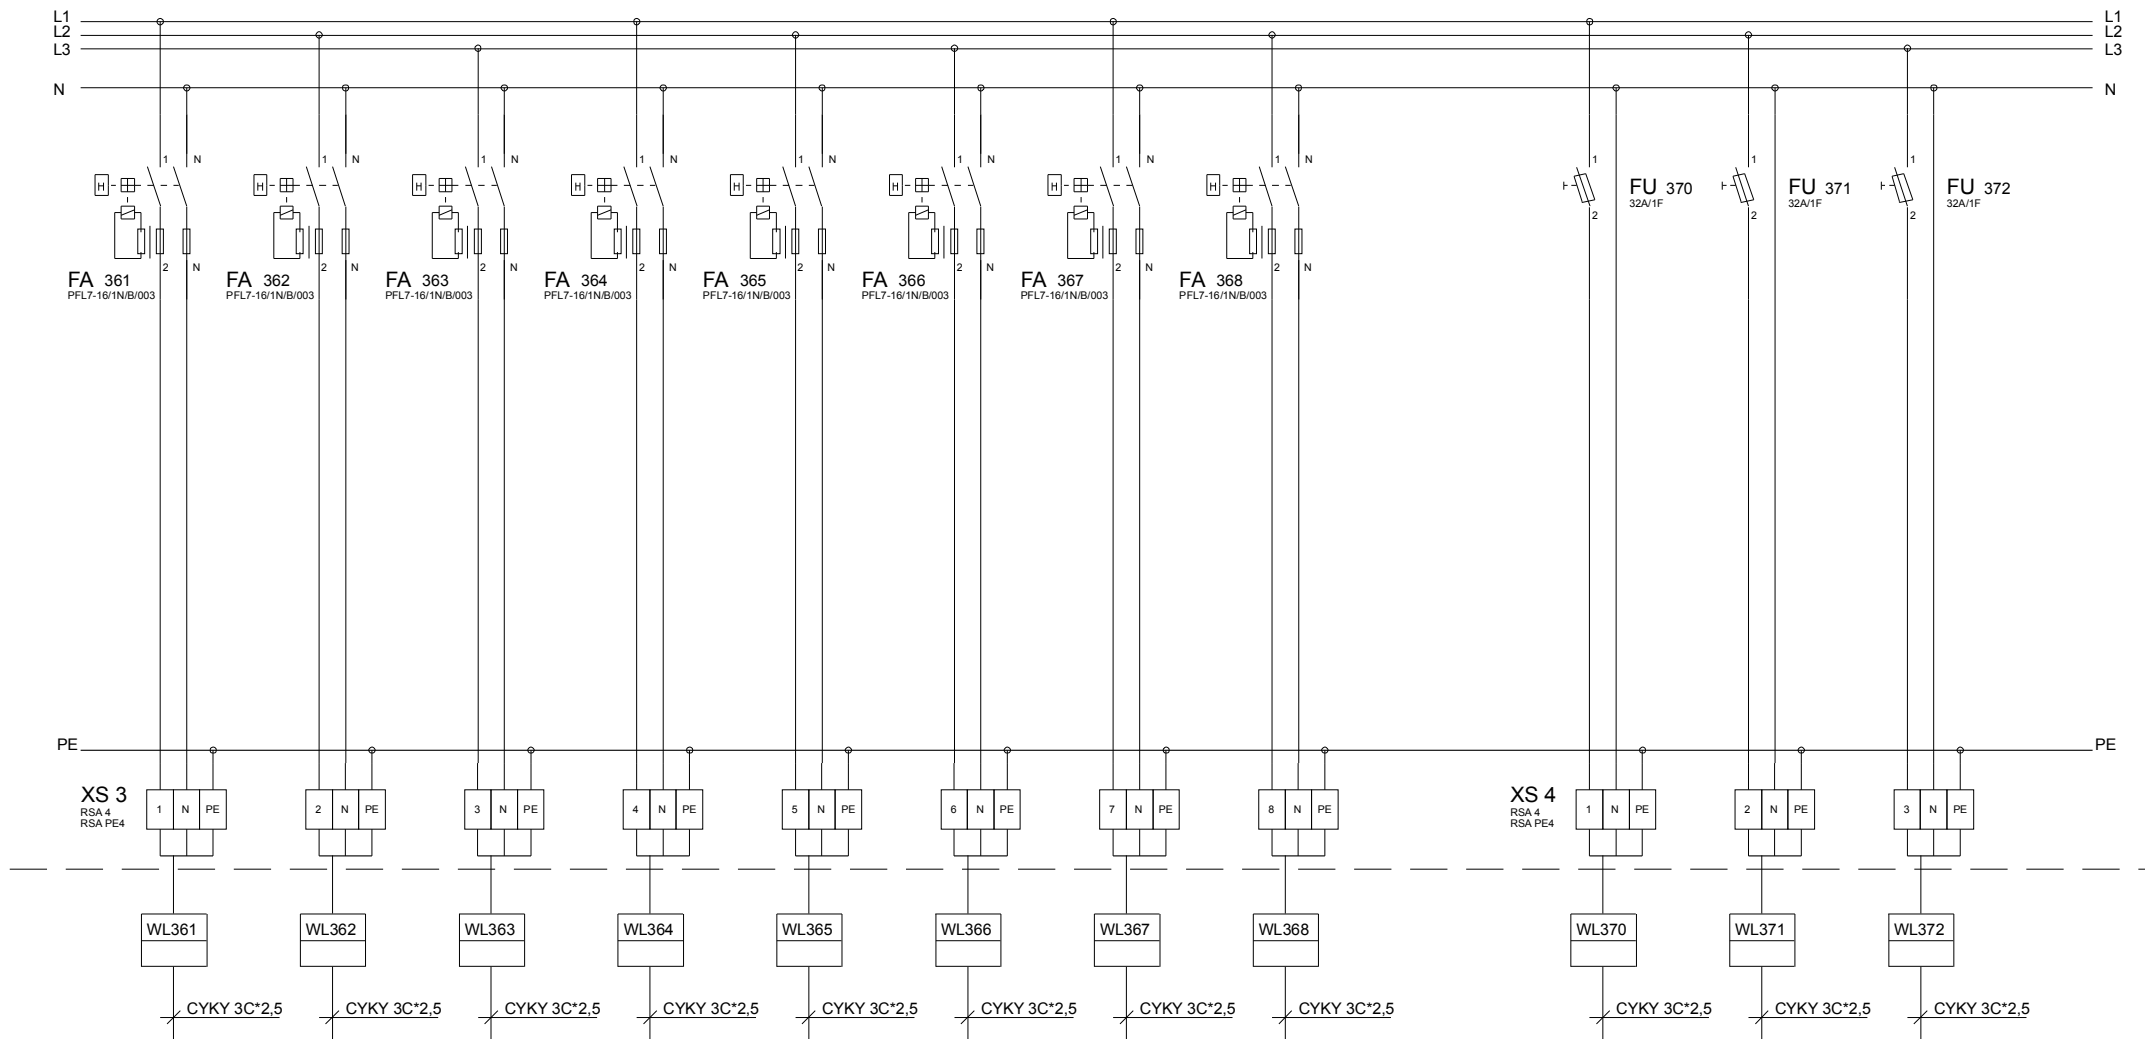 L1 L1
L2 L2
L3 L3
N N
1 N 1 N 1 N 1 N 1 N 1 N 1 N 1 N 1 1 1
H H H H H H H H
FU 370 FU 371 FU 372
32A/1F 32A/1F 32A/1F
2 2 2
2 N 2 N 2 N 2 N 2 N 2 N 2 N 2 N
FA 361 FA 362 FA 363 FA 364 FA 365 FA 366 FA 367 FA 368
PFL7-16/1N/B/003 PFL7-16/1N/B/003 PFL7-16/1N/B/003 PFL7-16/1N/B/003 PFL7-16/1N/B/003 PFL7-16/1N/B/003 PFL7-16/1N/B/003 PFL7-16/1N/B/003
PE PE
XS 3 XS 4
RSA 4 RSA 4
RSA PE4 RSA PE4
1 N PE 2 N PE 3 N PE 4 N PE 5 N PE 6 N PE 7 N PE 8 N PE 1 N PE 2 N PE 3 N PE
WL361 WL362 WL363 WL364 WL365 WL366 WL367 WL368 WL370 WL371 WL372
CYKY 3C*2,5 CYKY 3C*2,5 CYKY 3C*2,5 CYKY 3C*2,5 CYKY 3C*2,5 CYKY 3C*2,5 CYKY 3C*2,5 CYKY 3C*2,5 CYKY 3C*2,5 CYKY 3C*2,5 CYKY 3C*2,5